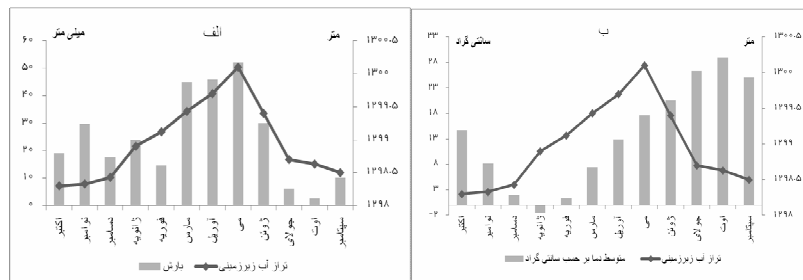 الف
میلی متر
متر
۶۰
۵۰
۴۰
۳۰
۲۰
۱۰
۰
۱۳۰۰.۵
۱۳۰۰
۱۲۹۹.۵
۱۲۹۹
۱۲۹۸.۵
۱۲۹۸
اکتبر
نوامبر
دسامبر
ژانویه
فوریه
مارس
آوریل
می
ژوئن
جولای
اوت
سپتامبر
بارش
تراز آب زیرزمینی
ب
سانتی گراد
متر
۳۳
۲۸
۲۳
۱۸
۱۳
۸
۳
-۲
۱۳۰۰.۵
۱۳۰۰
۱۲۹۹.۵
۱۲۹۹
۱۲۹۸.۵
۱۲۹۸
اکتبر
نوامبر
دسامبر
ژانویه
فوریه
مارس
آوریل
می
ژوئن
جولای
اوت
سپتامبر
متوسط دما بر حسب سانتی گراد
تراز آب زیرزمینی